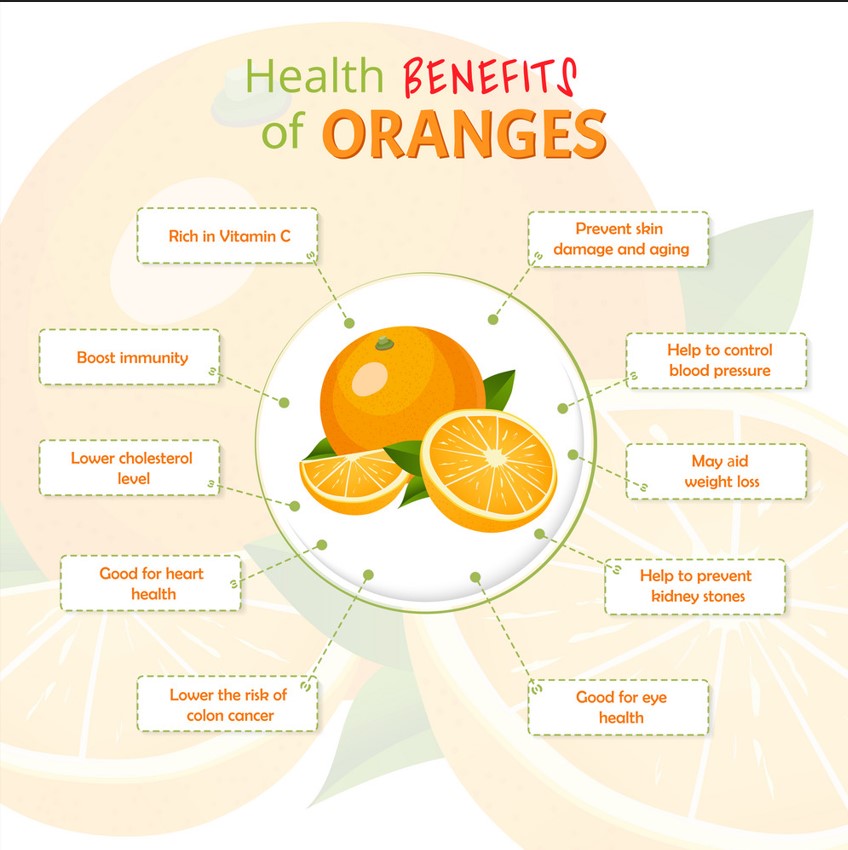 Health BENEFITS
of ORANGES
Rich in Vitamin C
Prevent skin
damage and aging
Boost immunity
Help to control
blood pressure
Lower cholesterol
level
May aid
weight loss
Good for heart
health
Help to prevent
kidney stones
Lower the risk of
colon cancer
Good for eye
health